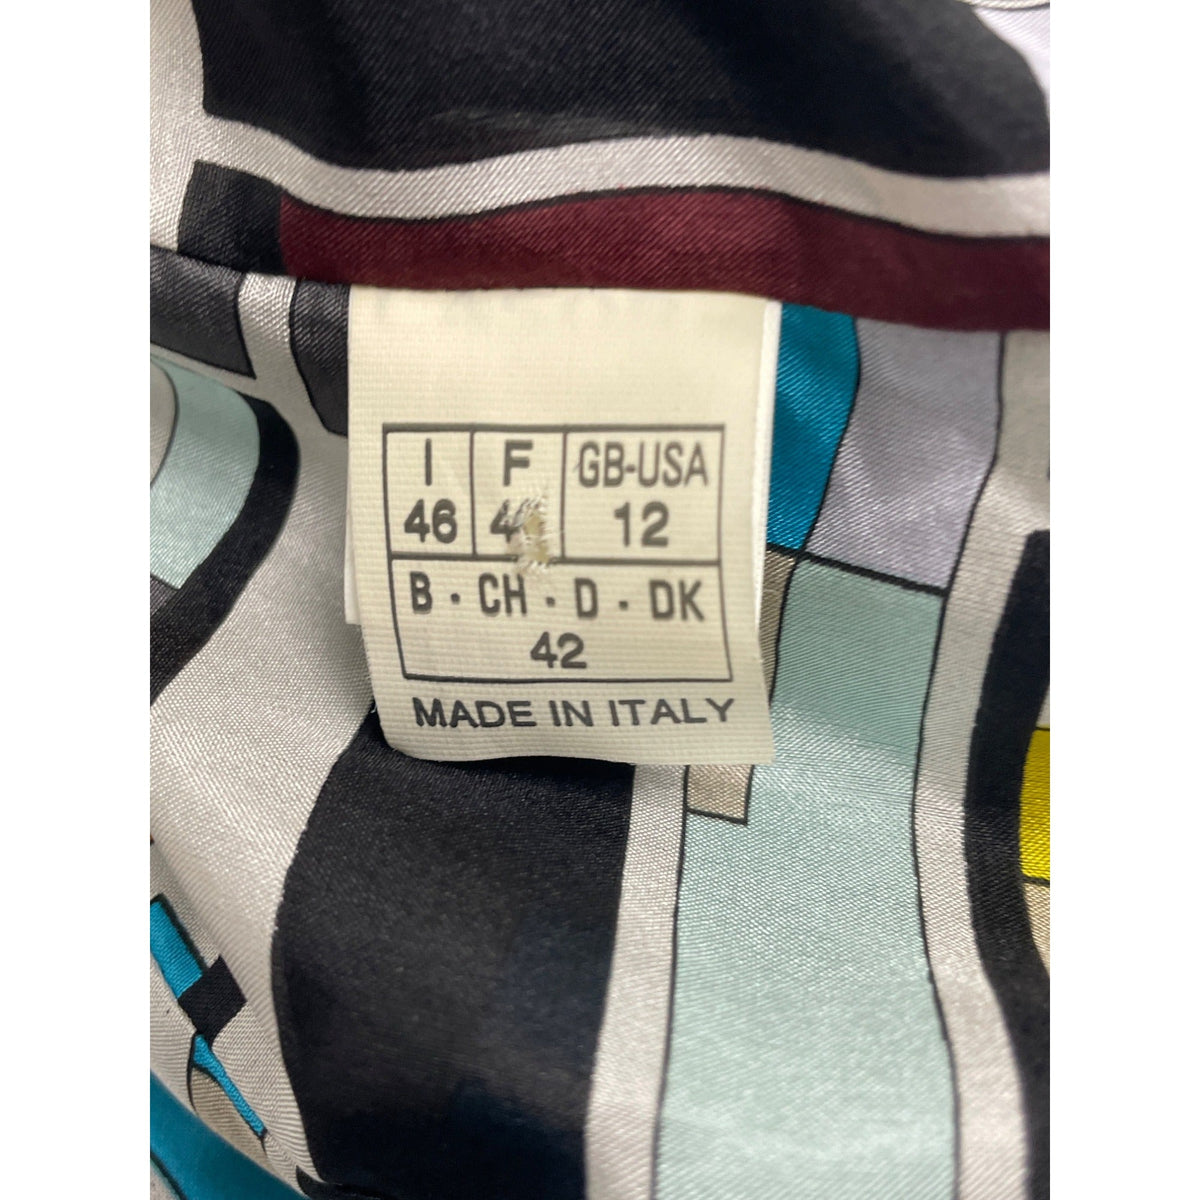 I F GB-USA
46 12
B · CH · D · DK
42
MADE IN ITALY